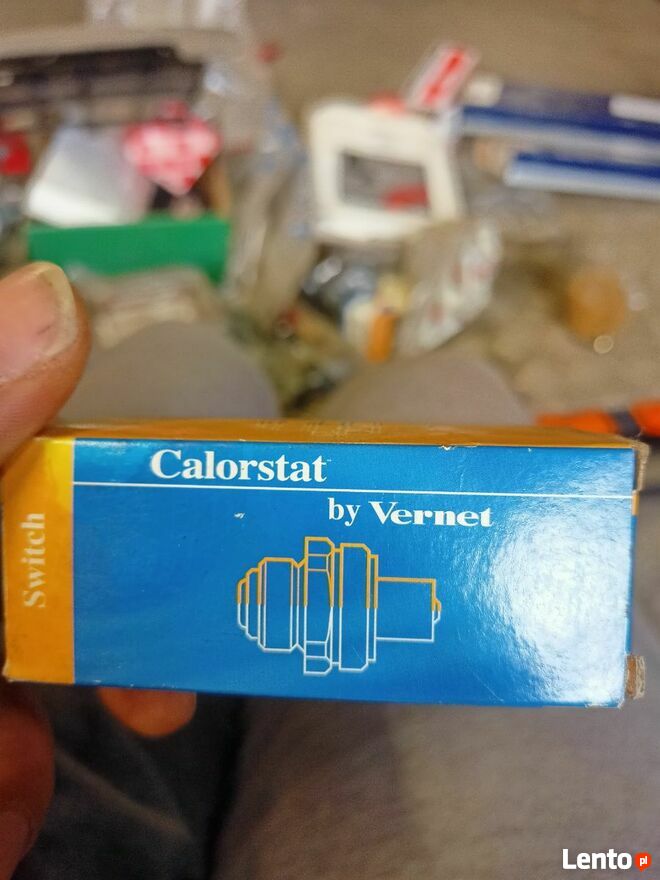 Calorstat
by Vernet
Switch
Lento.pl